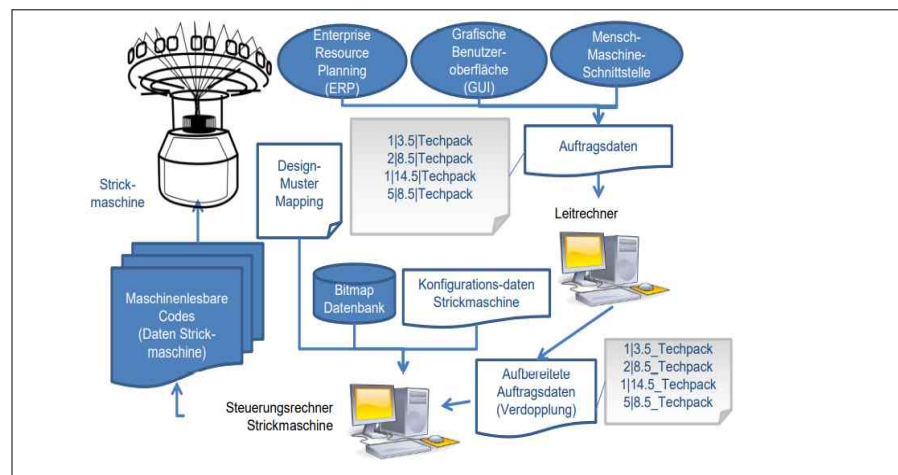 Enterprise
Resource
Planning
(ERP)
Grafische
Benutzer-
oberfläche
(GUI)
Mensch-
Maschine-
Schnittstelle
1|3.5|Techpack
2|8.5|Techpack
1|14.5|Techpack
5|8.5|Techpack
Auftragsdaten
Design-
Muster
Mapping
Strick-
maschine
Leitrechner
Maschinenlesbare
Codes
(Daten Strick-
maschine)
Bitmap
Datenbank
Konfigurations-daten
Strickmaschine
1|3.5_Techpack
2|8.5_Techpack
1|14.5_Techpack
5|8.5_Techpack
Aufbereitete
Auftragsdaten
(Verdopplung)
Steuerungsrechner
Strickmaschine